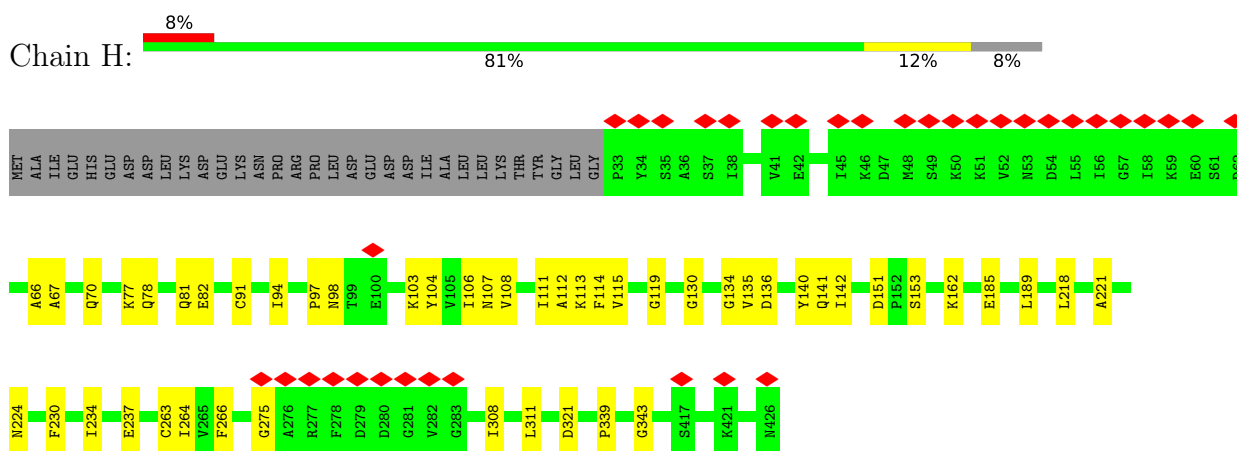 8%
Chain H:
81% 12% 8%
MET ALA ILE GLU HIS GLU ASP ASP LEU LYS ASP GLU LYS ASN PRO ARG PRO LEU ASP GLU ASP ASP ILE ALA LEU LEU LYS THR TYR GLY LEU GLY P33 Y34 S35 A36 S37 I38 V41 E42 I45 K46 D47 M48 S49 K50 K51 V52 N53 D54 L55 I56 G57 I58 K59 E60 S61
A66 A67 Q70 K77 Q78 Q81 E82 C91 I94 P97 N98 T99 E100 K103 Y104 V105 I106 N107 V108 I111 A112 K113 F114 V115 G119 G130 G134 V135 D136 Y140 Q141 I142 D151 P152 S153 K162 E185 L189 L218 A221
N224 F230 I234 E237 C263 I264 V265 F266 G275 A276 R277 F278 D279 D280 G281 V282 G283 I308 L311 D321 P339 G343 S417 K421 N426